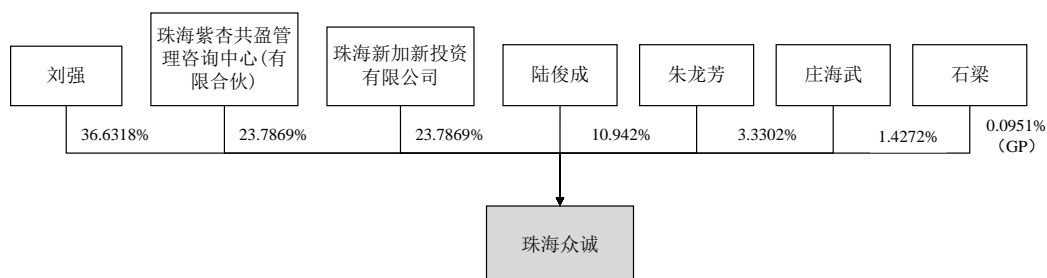 刘强
珠海紫杏共盈管
理咨询中心(有
限合伙)
珠海新加新投资
有限公司
陆俊成
朱龙芳
庄海武
石梁
36.6318%
23.7869%
23.7869%
10.942%
3.3302%
1.4272%
0.0951%
（GP）
珠海众诚